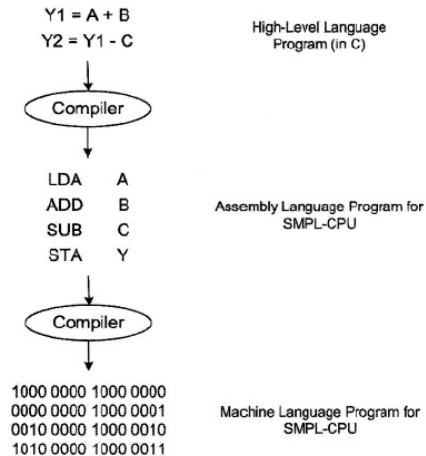 Y1 = A + B
Y2 = Y1 - C
High-Level Language
Program (in C)
Compiler
LDA A
ADD B
SUB C
STA Y
Assembly Language Program for
SMPL-CPU
Compiler
1000 0000 1000 0000
0000 0000 1000 0001
0010 0000 1000 0010
1010 0000 1000 0011
Machine Language Program for
SMPL-CPU